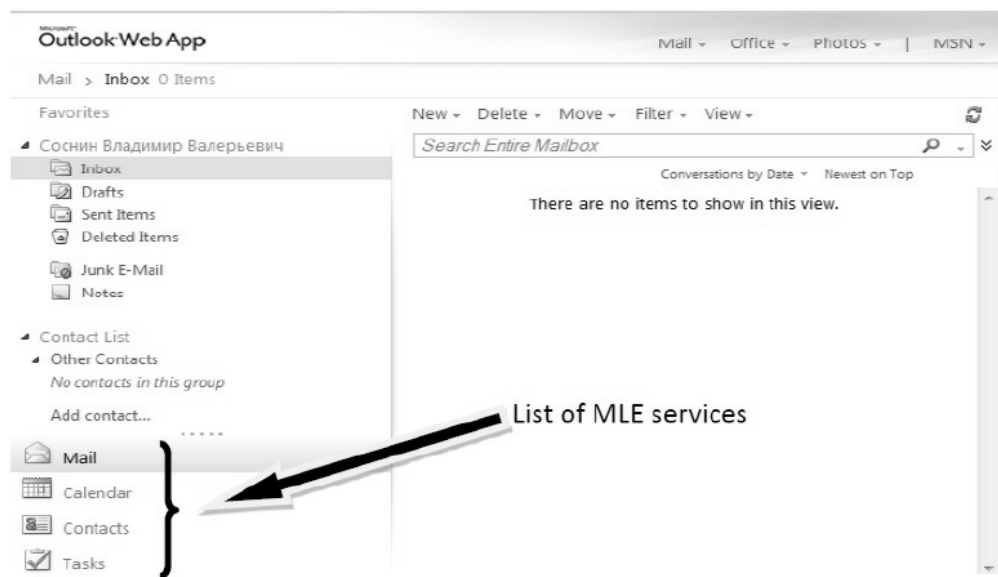 Microsoft
Outlook Web App
Mail Office Photos | MSN
Mail > Inbox 0 Items
Favorites
Соснин Владимир Валерьевич
Inbox
Drafts
Sent Items
Deleted Items
Junk E-Mail
Notes
Contact List
Other Contacts
No contacts in this group
Add contact...
Mail
Calendar
Contacts
Tasks
New Delete Move Filter View
Search Entire Mailbox
Conversations by Date Newest on Top
There are no items to show in this view.
List of MLE services